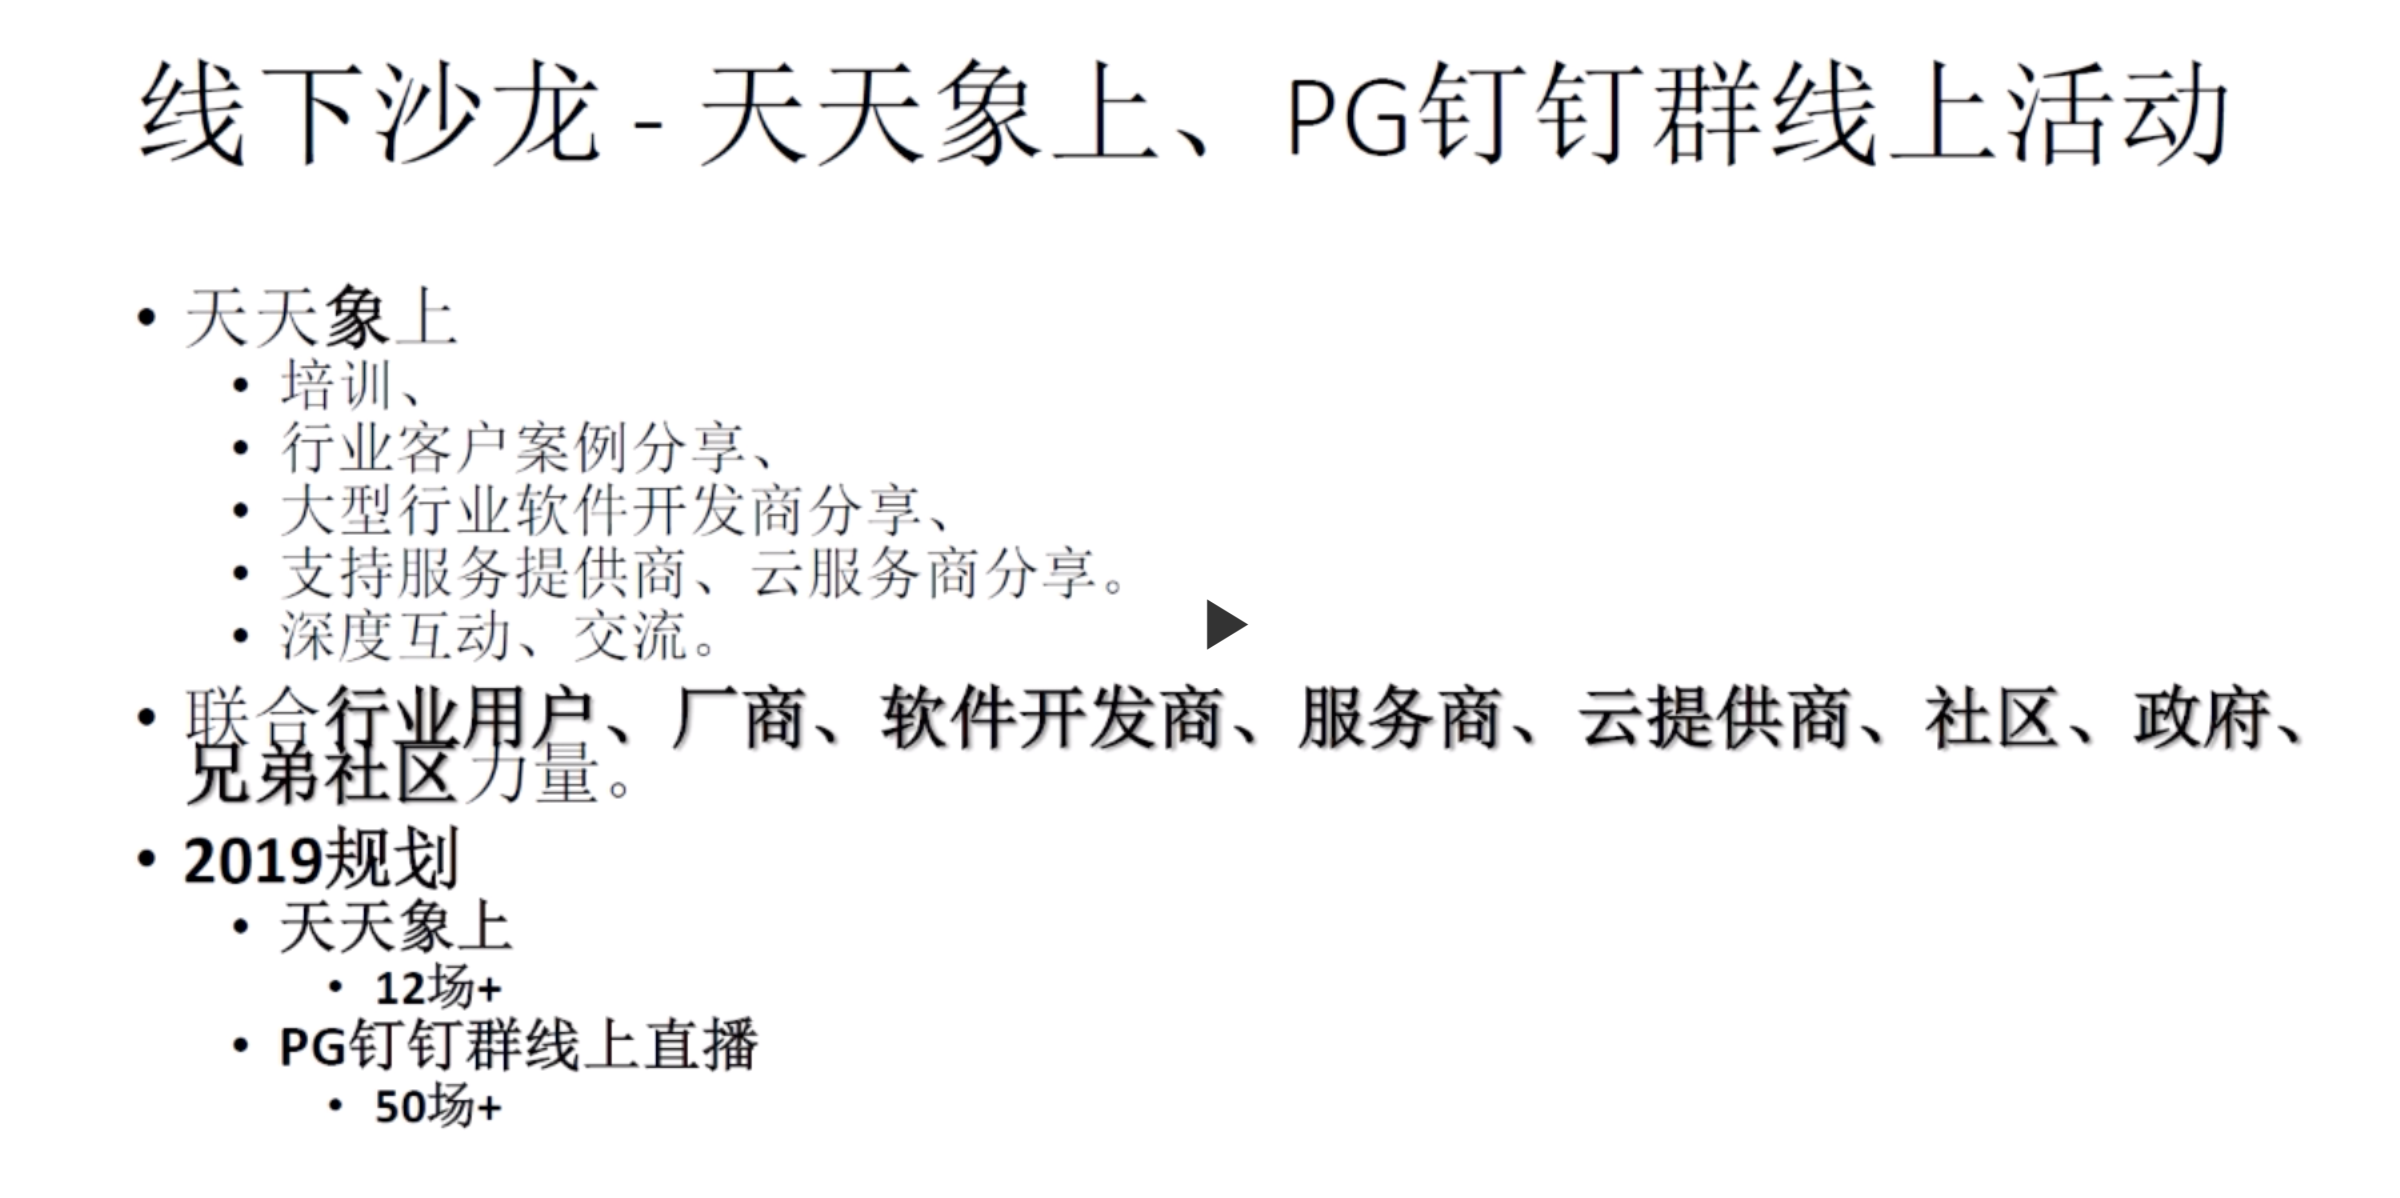 线下沙龙 - 天天象上、PG钉钉群线上活动
• 天天象上
• 培训、
• 行业客户案例分享、
• 大型行业软件开发商分享、
• 支持服务提供商、云服务商分享。
• 深度互动、交流。
• 联合行业用户、厂商、软件开发商、服务商、云提供商、社区、政府、
兄弟社区力量。
• 2019规划
• 天天象上
• 12场+
• PG钉钉群线上直播
• 50场+